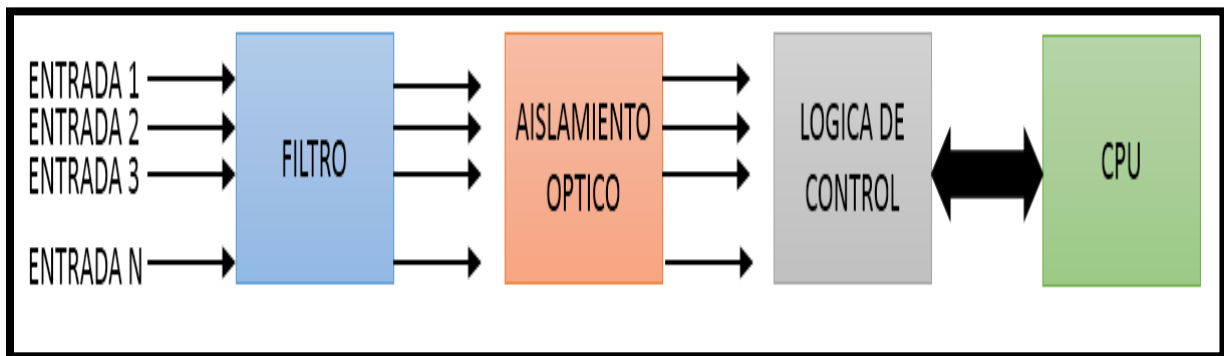 ENTRADA 1
ENTRADA 2
ENTRADA 3
ENTRADA N
FILTRO
AISLAMIENTO
OPTICO
LOGICA DE
CONTROL
CPU